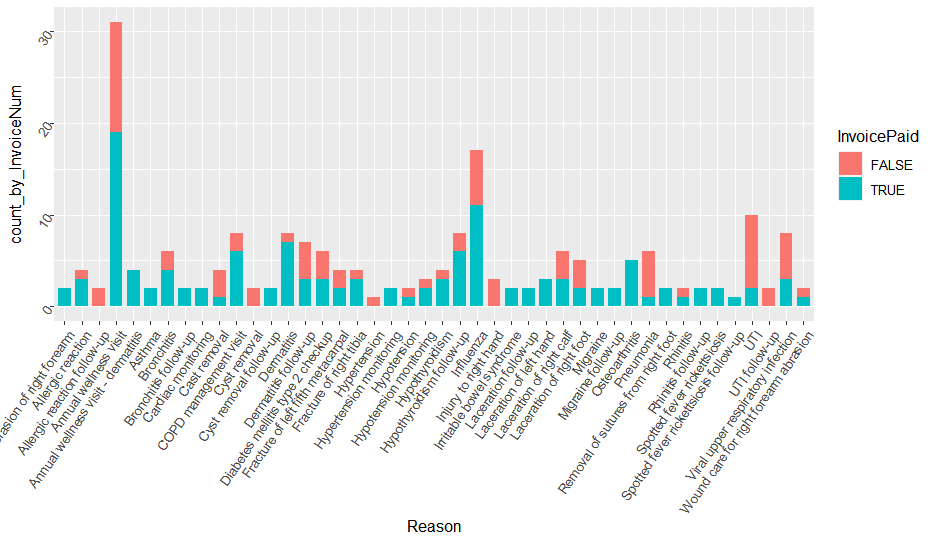 count_by_InvoiceNum
30
20
10
0
rasion of right forearm
Allergic reaction
Allergic reaction follow-up
Annual wellness visit
Annual wellness visit - dermatitis
Asthma
Bronchitis
Bronchitis follow-up
Cardiac monitoring
Cast removal
COPD management visit
Cyst removal
Cyst removal follow-up
Dermatitis
Dermatitis follow-up
Diabetes mellitis type 2 checkup
Fracture of left fifth metacarpal
Fracture of right tibia
Hypertension
Hypertension monitoring
Hypotension
Hypotension monitoring
Hypothyroidism
Hypothyroidism follow-up
Influenza
Injury to right hand
Irritable bowel syndrome
Laceration follow-up
Laceration of left hand
Laceration of right calf
Laceration of right foot
Migraine
Migraine follow-up
Osteoarthritis
Pneumonia
Removal of sutures from right foot
Rhinitis
Rhinitis follow-up
Spotted fever rickettsiosis
Spotted fever rickettsiosis follow-up
UTI
UTI follow-up
Viral upper respiratory infection
Wound care for right forearm abrasion
Reason
InvoicePaid
FALSE
TRUE